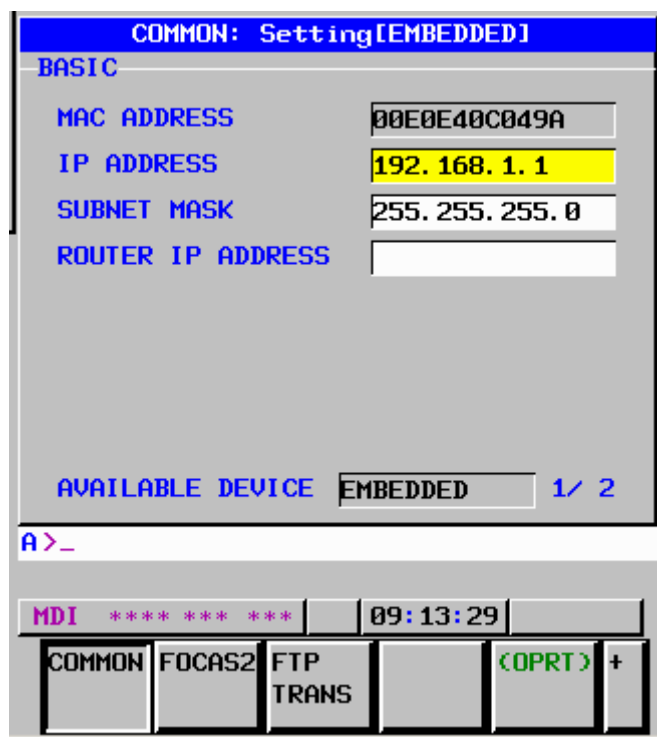 COMMON: Setting[EMBEDDED]
BASIC
MAC ADDRESS 00E0E40C049A
IP ADDRESS 192.168.1.1
SUBNET MASK 255.255.255.0
ROUTER IP ADDRESS
AVAILABLE DEVICE EMBEDDED 1/ 2
A>_
MDI **** *** *** 09:13:29
COMMON FOCAS2 FTP TRANS (OPRT) +